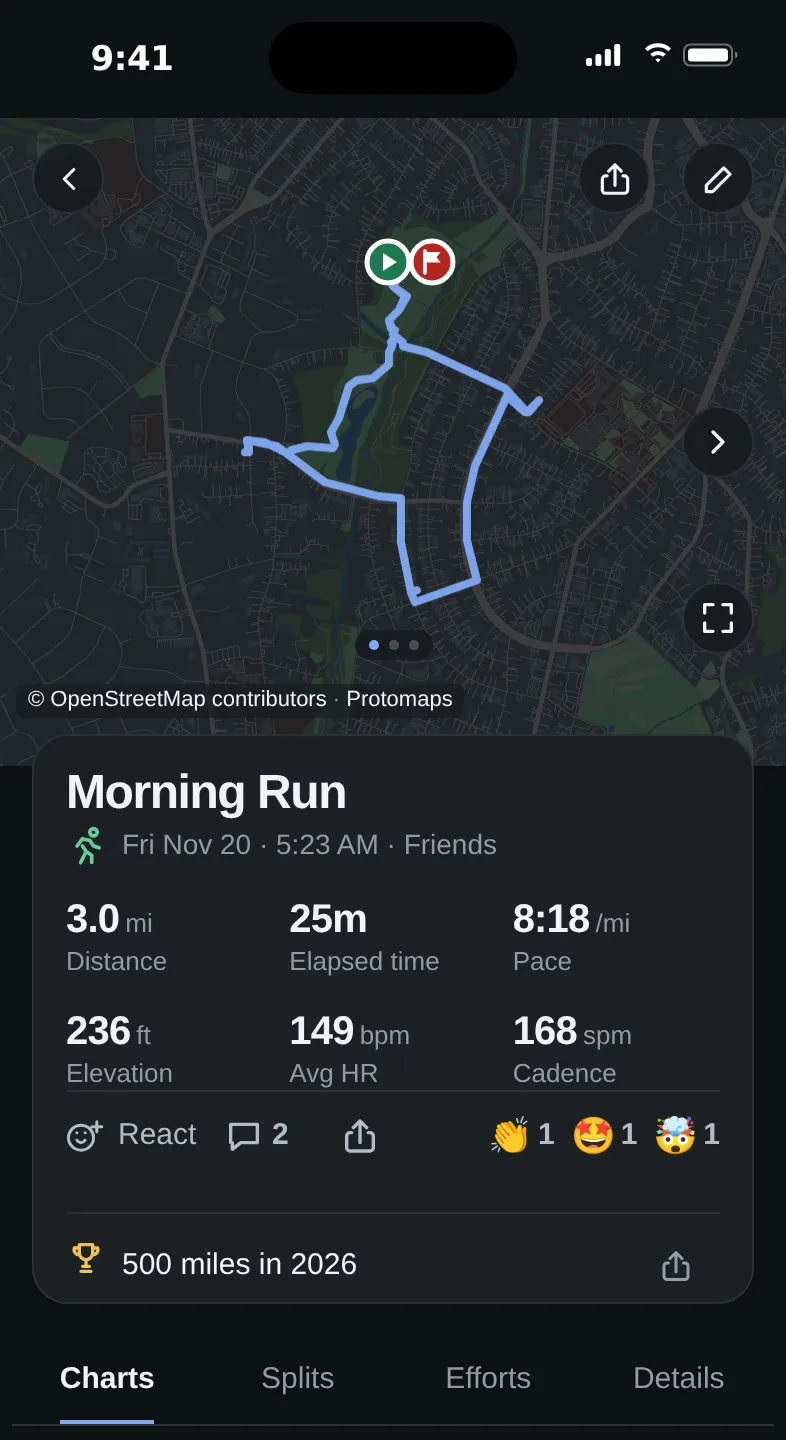 9:41
© OpenStreetMap contributors · Protomaps
Morning Run
Fri Nov 20 · 5:23 AM · Friends
3.0 mi 25m 8:18 /mi
Distance Elapsed time Pace
236 ft 149 bpm 168 spm
Elevation Avg HR Cadence
React 2 👏 1 🤩 1 🤯 1
500 miles in 2026
Charts Splits Efforts Details